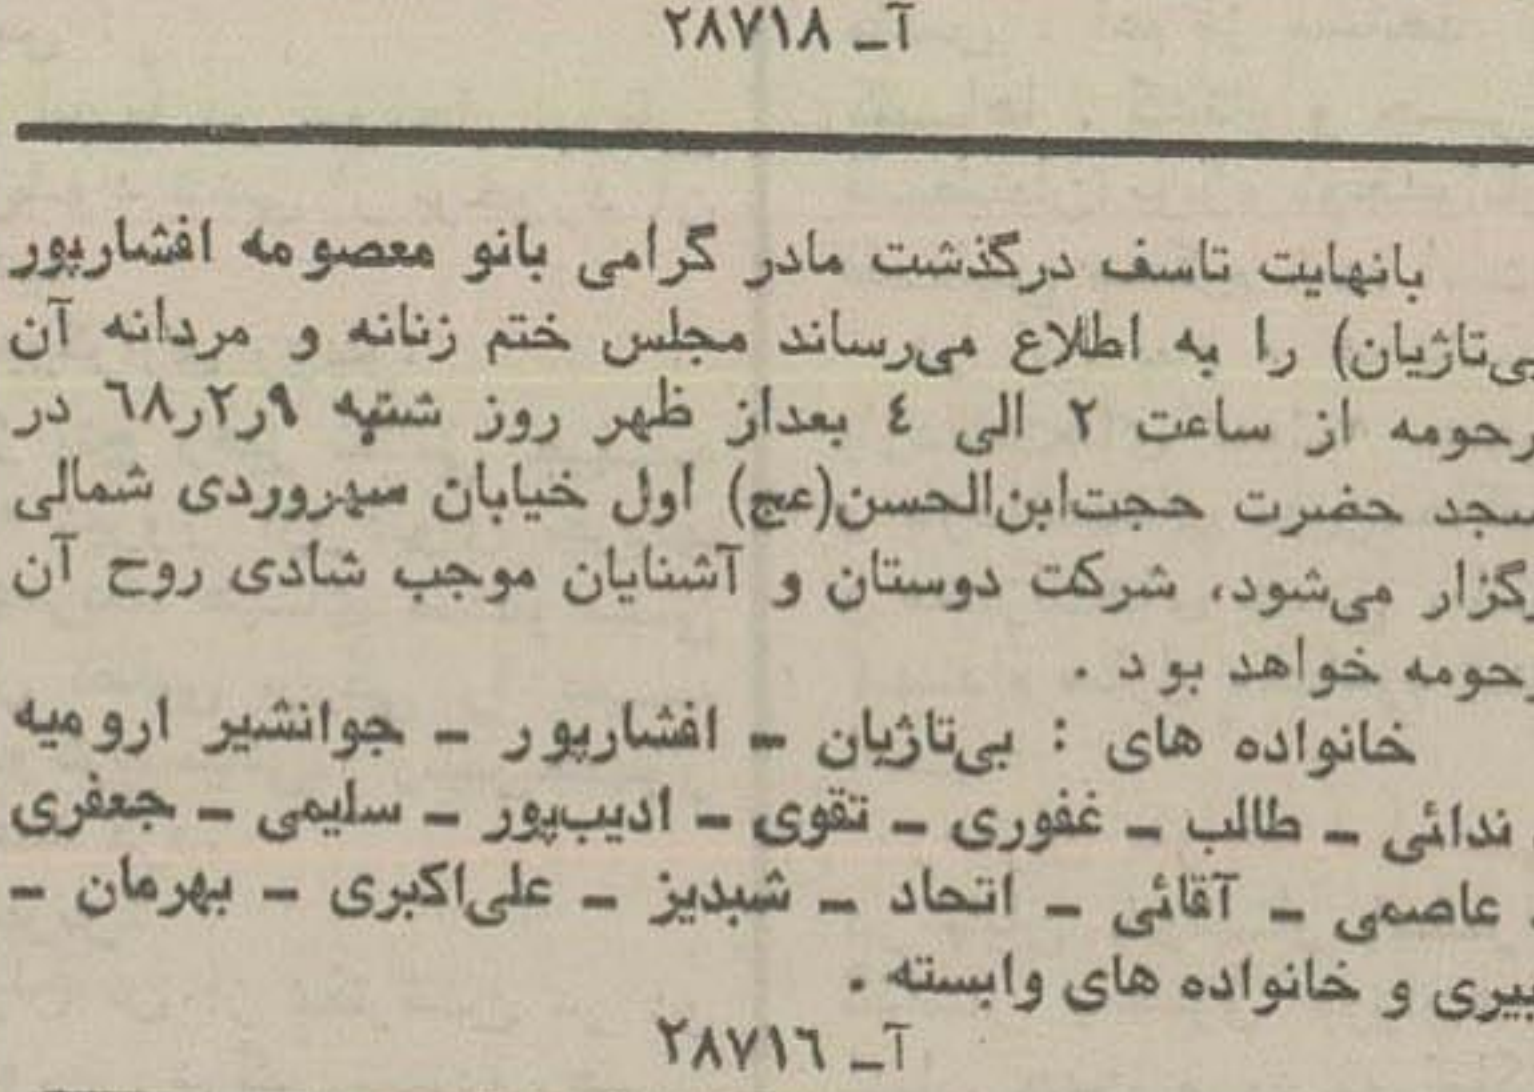 آـ ۲۸۷۱۸
بانهایت تاسف درگذشت مادر گرامی بانو معصومه افشارپور
بی‌تاژیان) را به اطلاع می‌رساند مجلس ختم زنانه و مردانه آن
رحومه از ساعت ۲ الی ٤ بعداز ظهر روز شنبه ۹ر۲ر٦۸ در
سجد حضرت حجت‌ابن‌الحسن(عج) اول خیابان سهروردی شمالی
رگزار می‌شود، شرکت دوستان و آشنایان موجب شادی روح آن
رحومه خواهد بود .
خانواده های : بی‌تاژیان ـ افشارپور ـ جوانشیر ارومیه
ندائی ـ طالب ـ غفوری ـ تقوی ـ ادیب‌پور ـ سلیمی ـ جعفری
عاصمی ـ آقائی ـ اتحاد ـ شبدیز ـ علی‌اکبری ـ بهرمان ـ
و خانواده های وابسته .
آـ ۲۸۷۱٦